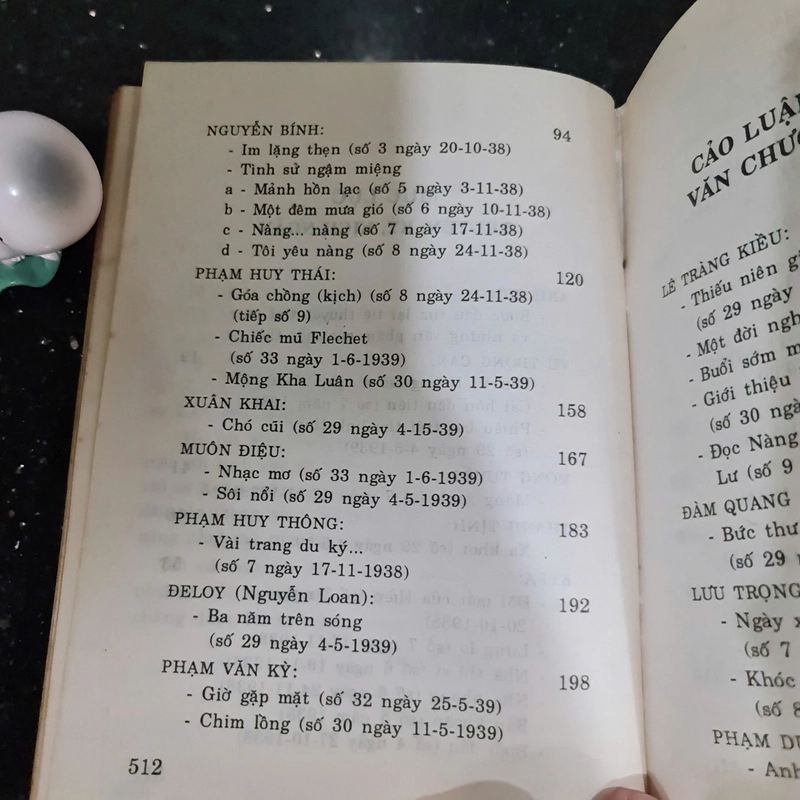 NGUYỄN BÍNH: 94
- Im lặng thẹn (số 3 ngày 20-10-38)
- Tình sử ngậm miệng
a - Mảnh hồn lạc (số 5 ngày 3-11-38)
b - Một đêm mưa gió (số 6 ngày 10-11-38)
c - Nàng... nàng (số 7 ngày 17-11-38)
d - Tôi yêu nàng (số 8 ngày 24-11-38)
PHẠM HUY THÁI: 120
- Góa chồng (kịch) (số 8 ngày 24-11-38)
(tiếp số 9)
- Chiếc mũ Flechet
(số 33 ngày 1-6-1939)
- Mộng Kha Luân (số 30 ngày 11-5-39)
XUÂN KHAI: 158
- Chó cũi (số 29 ngày 4-15-39)
MUÔN ĐIỆU: 167
- Nhạc mơ (số 33 ngày 1-6-1939)
- Sôi nổi (số 29 ngày 4-5-1939)
PHẠM HUY THÔNG: 183
- Vài trang du ký...
(số 7 ngày 17-11-1938)
ĐELOY (Nguyễn Loan): 192
- Ba năm trên sóng
(số 29 ngày 4-5-1939)
PHẠM VĂN KỲ: 198
- Giờ gặp mặt (số 32 ngày 25-5-39)
- Chim lồng (số 30 ngày 11-5-1939)
512
CẢO LUẬ
VĂN CHƯƠ
LÊ TRÀNG KIỀU:
- Thiếu niên g
(số 29 ngày
- Một đời ngh
- Buổi sớm m
- Giới thiệu
(số 30 ngà
- Đọc Nàng
Lư (số 9
ĐÀM QUANG
- Bức thư
(số 29 n
LƯU TRỌNG
- Ngày x
(số 7
- Khóc
(số 8
PHẠM DU
- Anh